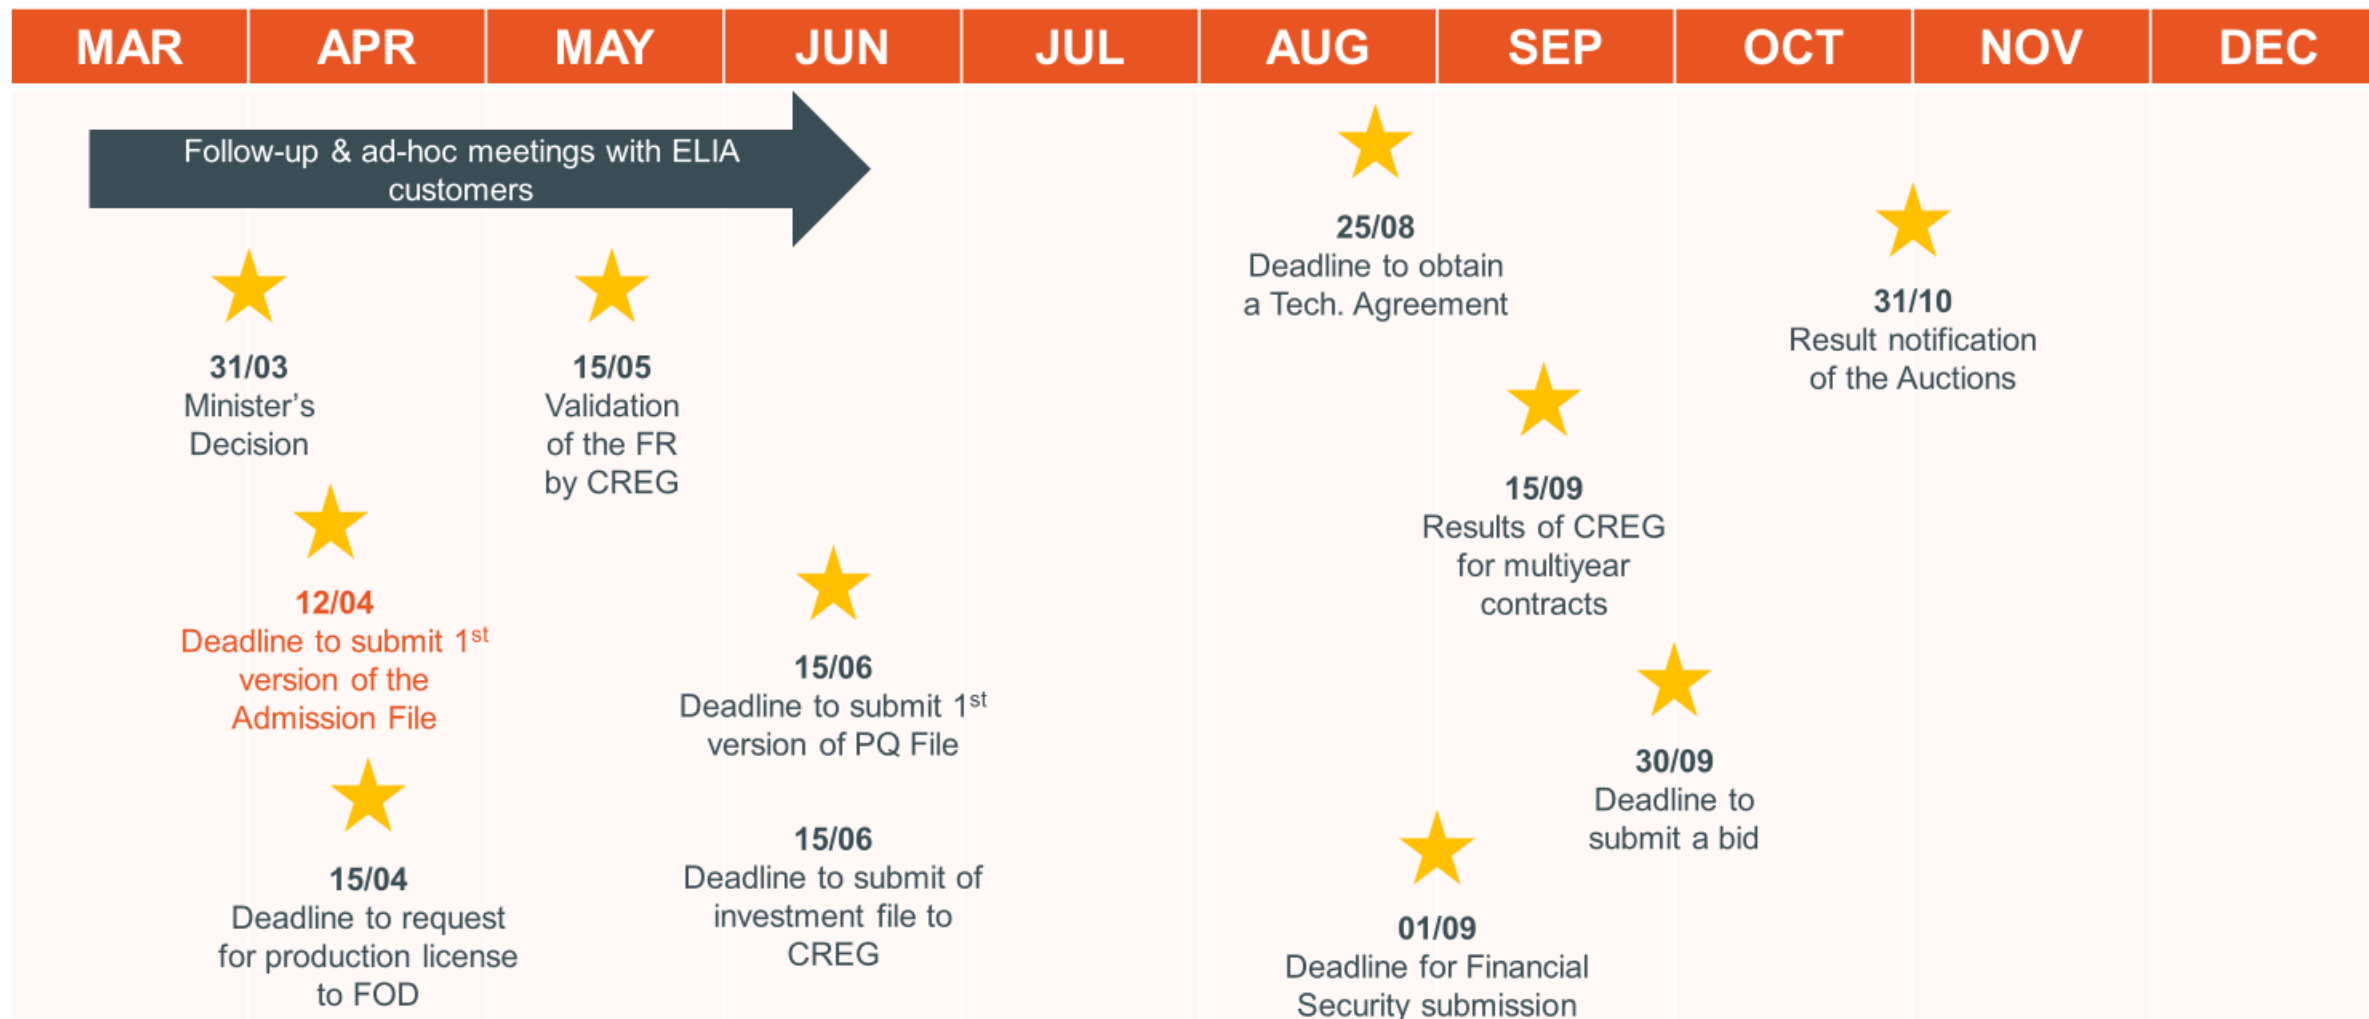 MAR APR MAY JUN JUL AUG SEP OCT NOV DEC
Follow-up & ad-hoc meetings with ELIA
customers
31/03
Minister’s
Decision
12/04
Deadline to submit 1st
version of the
Admission File
15/04
Deadline to request
for production license
to FOD
15/05
Validation
of the FR
by CREG
15/06
Deadline to submit 1st
version of PQ File
15/06
Deadline to submit of
investment file to
CREG
25/08
Deadline to obtain
a Tech. Agreement
01/09
Deadline for Financial
Security submission
15/09
Results of CREG
for multiyear
contracts
30/09
Deadline to
submit a bid
31/10
Result notification
of the Auctions